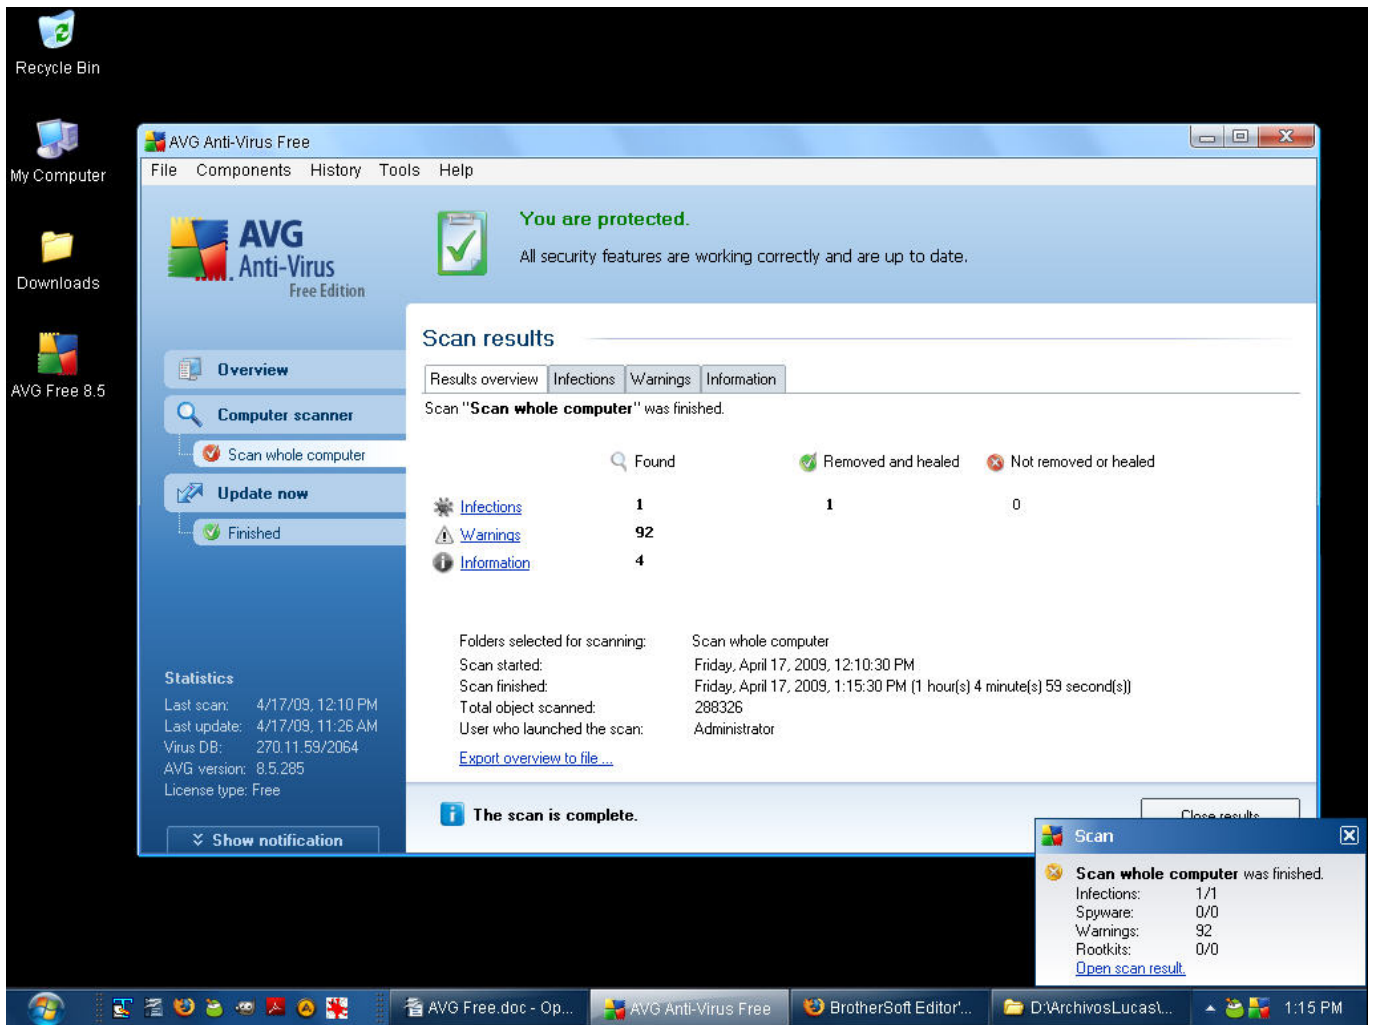 Recycle Bin
My Computer
Downloads
AVG Free 8.5
AVG Anti-Virus Free
File Components History Tools Help
AVG
Anti-Virus
Free Edition
You are protected.
All security features are working correctly and are up to date.
Overview
Computer scanner
Scan whole computer
Update now
Finished
Statistics
Last scan: 4/17/09, 12:10 PM
Last update: 4/17/09, 11:26 AM
Virus DB: 270.11.59/2064
AVG version: 8.5.285
License type: Free
Show notification
Scan results
Results overview Infections Warnings Information
Scan "Scan whole computer" was finished.
Found Removed and healed Not removed or healed
Infections 1 1 0
Warnings 92
Information 4
Folders selected for scanning: Scan whole computer
Scan started: Friday, April 17, 2009, 12:10:30 PM
Scan finished: Friday, April 17, 2009, 1:15:30 PM (1 hour(s) 4 minute(s) 59 second(s))
Total object scanned: 288326
User who launched the scan: Administrator
Export overview to file ...
The scan is complete.
Close results
Scan
Scan whole computer was finished.
Infections: 1/1
Spyware: 0/0
Warnings: 92
Rootkits: 0/0
Open scan result.
AVG Free.doc - Op... AVG Anti-Virus Free BrotherSoft Editor'... D:\ArchivosLucas\... 1:15 PM